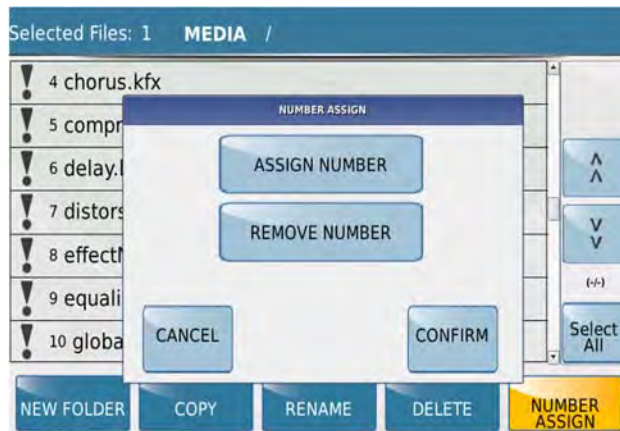 Selected Files: 1 MEDIA /
4 chorus.kfx
NUMBER ASSIGN
5 compr
ASSIGN NUMBER
6 delay.
7 distors
REMOVE NUMBER
8 effect
(-/-)
9 equali
CANCEL
CONFIRM
Select
All
10 globa
NEW FOLDER
COPY
RENAME
DELETE
NUMBER
ASSIGN